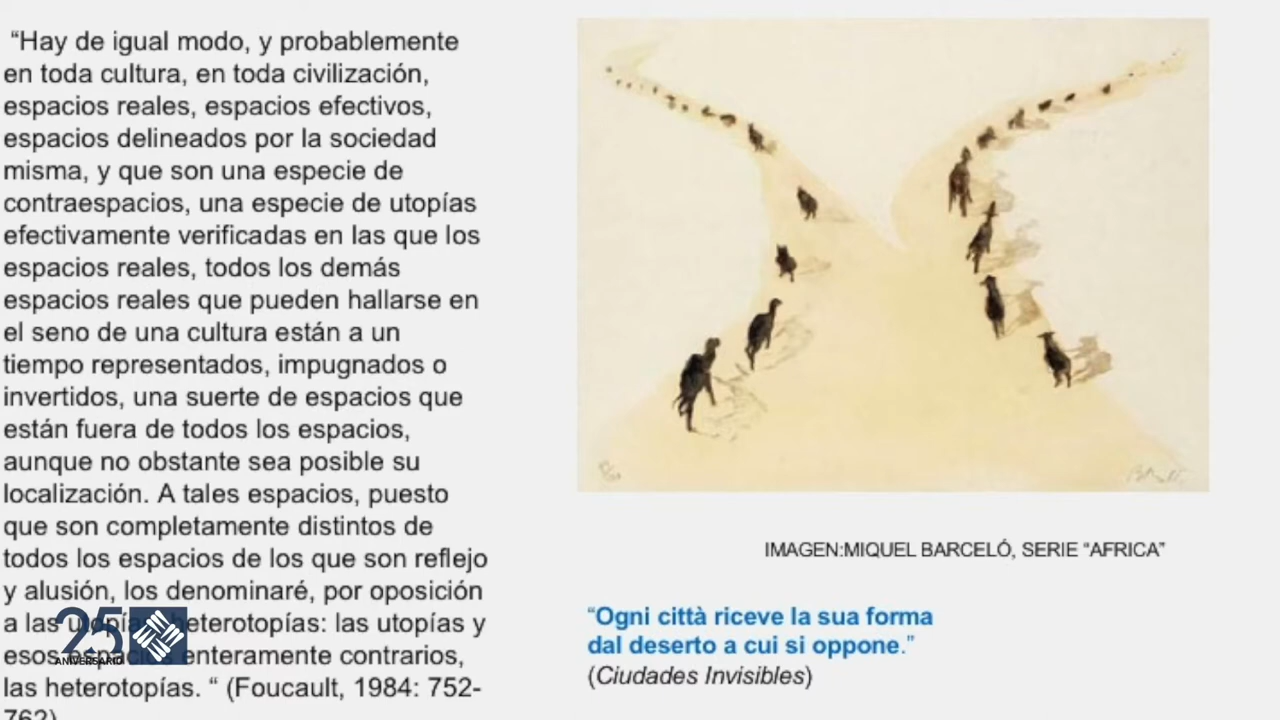 “Hay de igual modo, y probablemente
en toda cultura, en toda civilización,
espacios reales, espacios efectivos,
espacios delineados por la sociedad
misma, y que son una especie de
contraespacios, una especie de utopías
efectivamente verificadas en las que los
espacios reales, todos los demás
espacios reales que pueden hallarse en
el seno de una cultura están a un
tiempo representados, impugnados o
invertidos, una suerte de espacios que
están fuera de todos los espacios,
aunque no obstante sea posible su
localización. A tales espacios, puesto
que son completamente distintos de
todos los espacios de los que son reflejo
y alusión, los denominaré, por oposición
a las utopías, heterotopías: las utopías y
esos espacios enteramente contrarios,
las heterotopías. “ (Foucault, 1984: 752-
762)
25
ANIVERSARIO
IMAGEN:MIQUEL BARCELÓ, SERIE “AFRICA”
“Ogni città riceve la sua forma
dal deserto a cui si oppone.”
(Ciudades Invisibles)